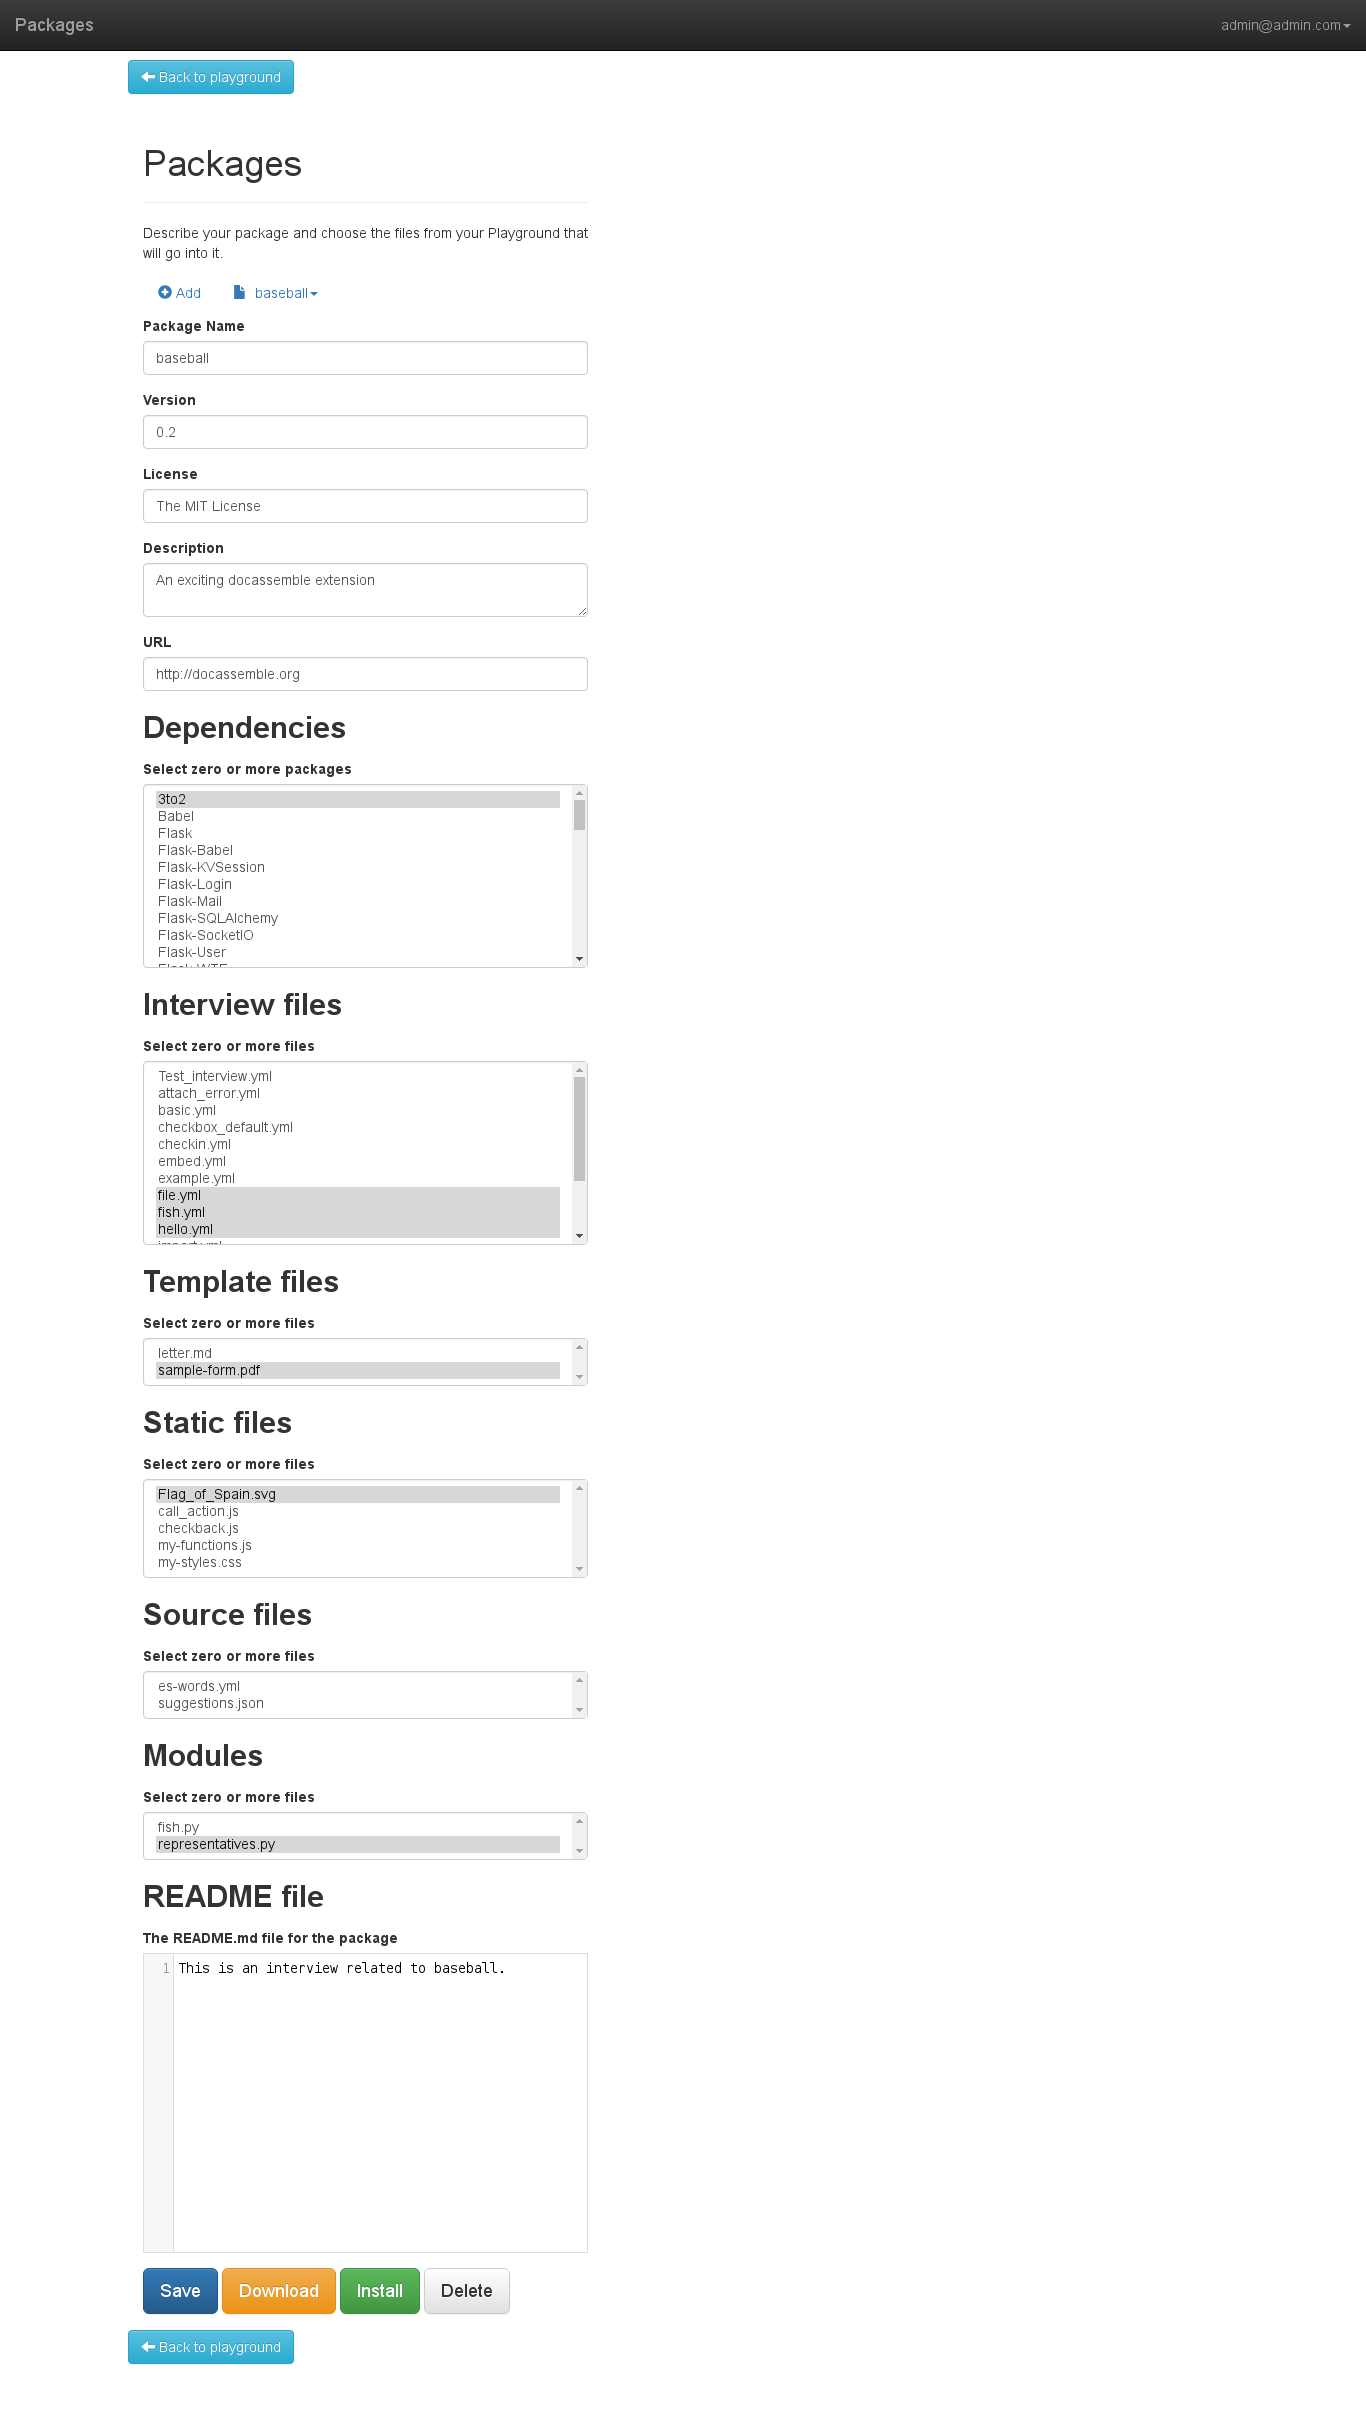 Packages
admin@admin.com
Back to playground
Packages
Describe your package and choose the files from your Playground that
will go into it.
Add baseball
Package Name
baseball
Version
0.2
License
The MIT License
Description
An exciting docassemble extension
URL
http://docassemble.org
Dependencies
Select zero or more packages
3to2
Babel
Flask
Flask-Babel
Flask-KVSession
Flask-Login
Flask-Mail
Flask-SQLAlchemy
Flask-SocketIO
Flask-User
Interview files
Select zero or more files
Test_interview.yml
attach_error.yml
basic.yml
checkbox_default.yml
checkin.yml
embed.yml
example.yml
file.yml
fish.yml
hello.yml
Template files
Select zero or more files
letter.md
sample-form.pdf
Static files
Select zero or more files
Flag_of_Spain.svg
call_action.js
checkback.js
my-functions.js
my-styles.css
Source files
Select zero or more files
es-words.yml
suggestions.json
Modules
Select zero or more files
fish.py
representatives.py
README file
The README.md file for the package
1 This is an interview related to baseball.
Save Download Install Delete
Back to playground